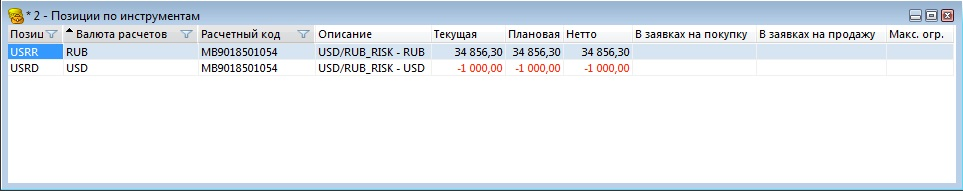 * 2 - Позиции по инструментам
Позиц Валюта расчетов Расчетный код Описание Текущая Плановая Нетто В заявках на покупку В заявках на продажу Макс. огр.
USRR RUB MB9018501054 USD/RUB_RISK - RUB 34 856,30 34 856,30 34 856,30
USRD USD MB9018501054 USD/RUB_RISK - USD -1 000,00 -1 000,00 -1 000,00